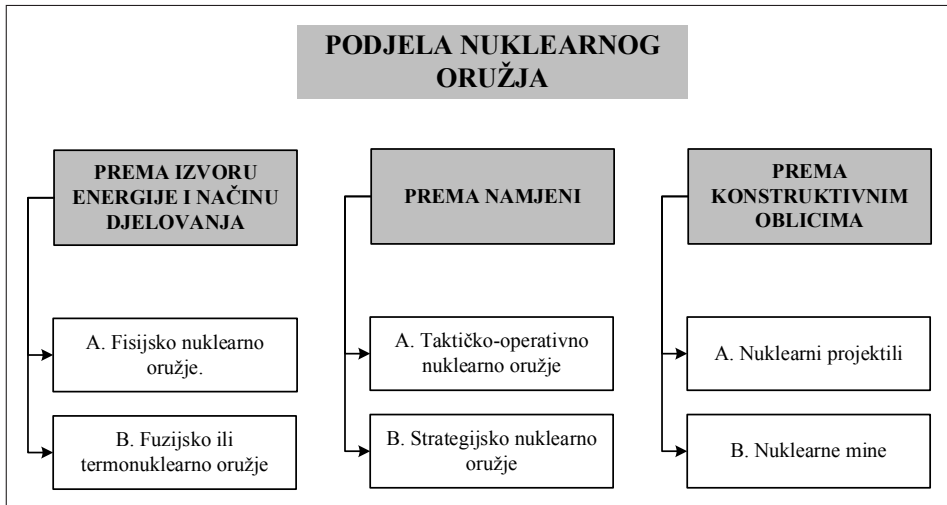 PODJELA NUKLEARNOG
ORUŽJA
PREMA IZVORU
ENERGIJE I NAČINU
DJELOVANJA
A. Fisijsko nuklearno
oružje.
B. Fuzijsko ili
termonuklearno oružje
PREMA NAMJENI
A. Taktičko-operativno
nuklearno oružje
B. Strategijsko nuklearno
oružje
PREMA
KONSTRUKTIVNIM
OBLICIMA
A. Nuklearni projektili
B. Nuklearne mine